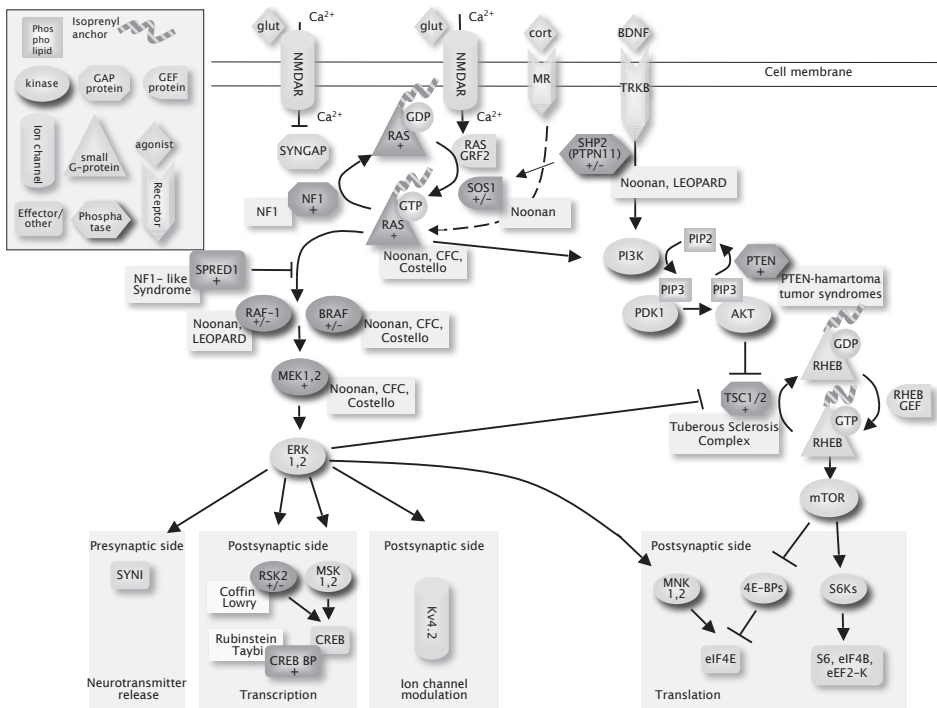 Phos
pho
lipid
Isoprenyl
anchor
kinase
GAP
protein
GEF
protein
Ion channel
small
G-protein
agonist
Receptor
Effector/
other
Phospha
tase
glut
Ca²⁺
NMDAR
Ca²⁺
SYNGAP
glut
Ca²⁺
NMDAR
Ca²⁺
RAS
GRF2
cort
MR
BDNF
TRKB
Cell membrane
GDP
RAS
+
SHP2
(PTPN11)
+/-
Noonan, LEOPARD
NF1
NF1
+
GTP
RAS
+
SOS1
+/-
Noonan
Noonan, CFC,
Costello
SPRED1
+
NF1- like
Syndrome
RAF-1
+/-
Noonan,
LEOPARD
BRAF
+/-
Noonan, CFC,
Costello
MEK1,2
+
Noonan, CFC,
Costello
ERK
1,2
PI3K
PIP2
PIP3
PIP3
PDK1
AKT
PTEN
+
PTEN-hamartoma
tumor syndromes
GDP
RHEB
TSC1/2
+
Tuberous Sclerosis
Complex
GTP
RHEB
RHEB
GEF
mTOR
Presynaptic side
SYNI
Neurotransmitter
release
Postsynaptic side
RSK2
+/-
MSK
1,2
Coffin
Lowry
Rubinstein
Taybi
CREB
CREB BP
+
Transcription
Postsynaptic side
Kv4.2
Ion channel
modulation
Postsynaptic side
MNK
1,2
4E-BPs
S6Ks
eIF4E
S6, eIF4B,
eEF2-K
Translation